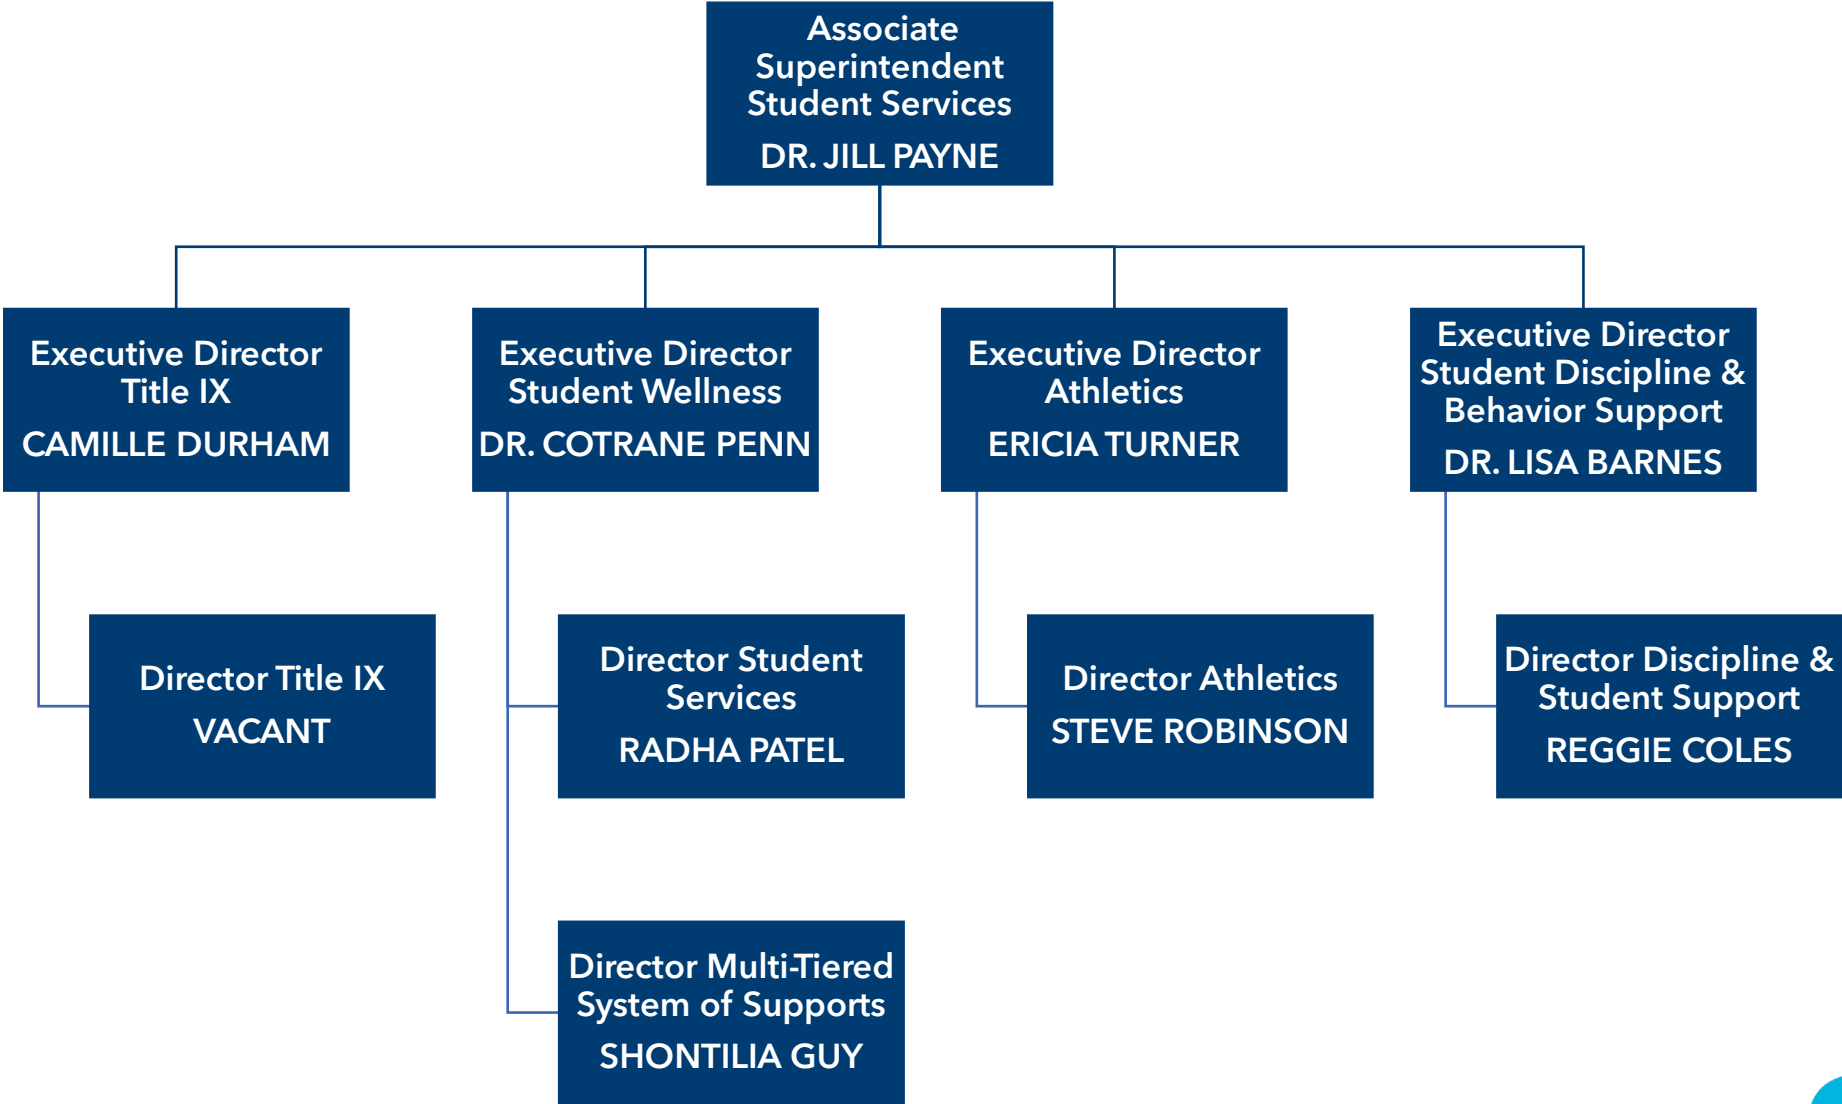 Associate
Superintendent
Student Services
DR. JILL PAYNE
Executive Director
Title IX
CAMILLE DURHAM
Executive Director
Student Wellness
DR. COTRANE PENN
Executive Director
Athletics
ERICIA TURNER
Executive Director
Student Discipline &
Behavior Support
DR. LISA BARNES
Director Title IX
VACANT
Director Student
Services
RADHA PATEL
Director Athletics
STEVE ROBINSON
Director Discipline &
Student Support
REGGIE COLES
Director Multi-Tiered
System of Supports
SHONTILIA GUY